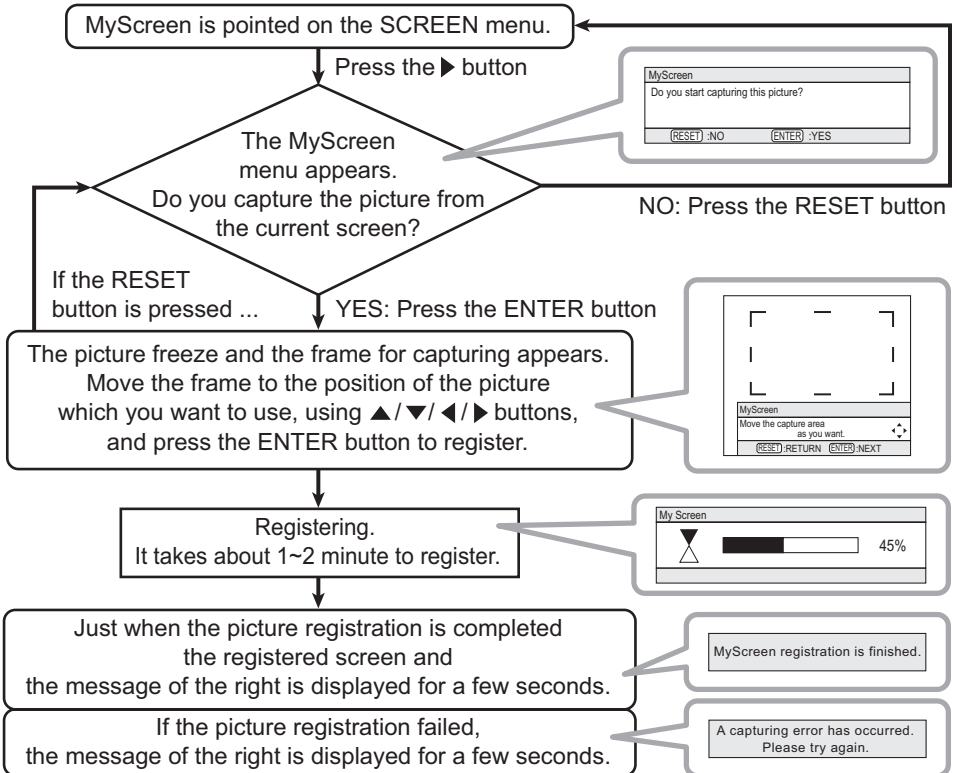 MyScreen is pointed on the SCREEN menu.
Press the ▶ button
MyScreen
Do you start capturing this picture?
RESET :NO ENTER :YES
The MyScreen
menu appears.
Do you capture the picture from
the current screen?
NO: Press the RESET button
If the RESET
button is pressed ...
YES: Press the ENTER button
The picture freeze and the frame for capturing appears.
Move the frame to the position of the picture
which you want to use, using ▲/▼/◀/▶ buttons,
and press the ENTER button to register.
MyScreen
Move the capture area
as you want.
RESET :RETURN ENTER :NEXT
Registering.
It takes about 1~2 minute to register.
My Screen
45%
Just when the picture registration is completed
the registered screen and
the message of the right is displayed for a few seconds.
MyScreen registration is finished.
If the picture registration failed,
the message of the right is displayed for a few seconds.
A capturing error has occurred.
Please try again.